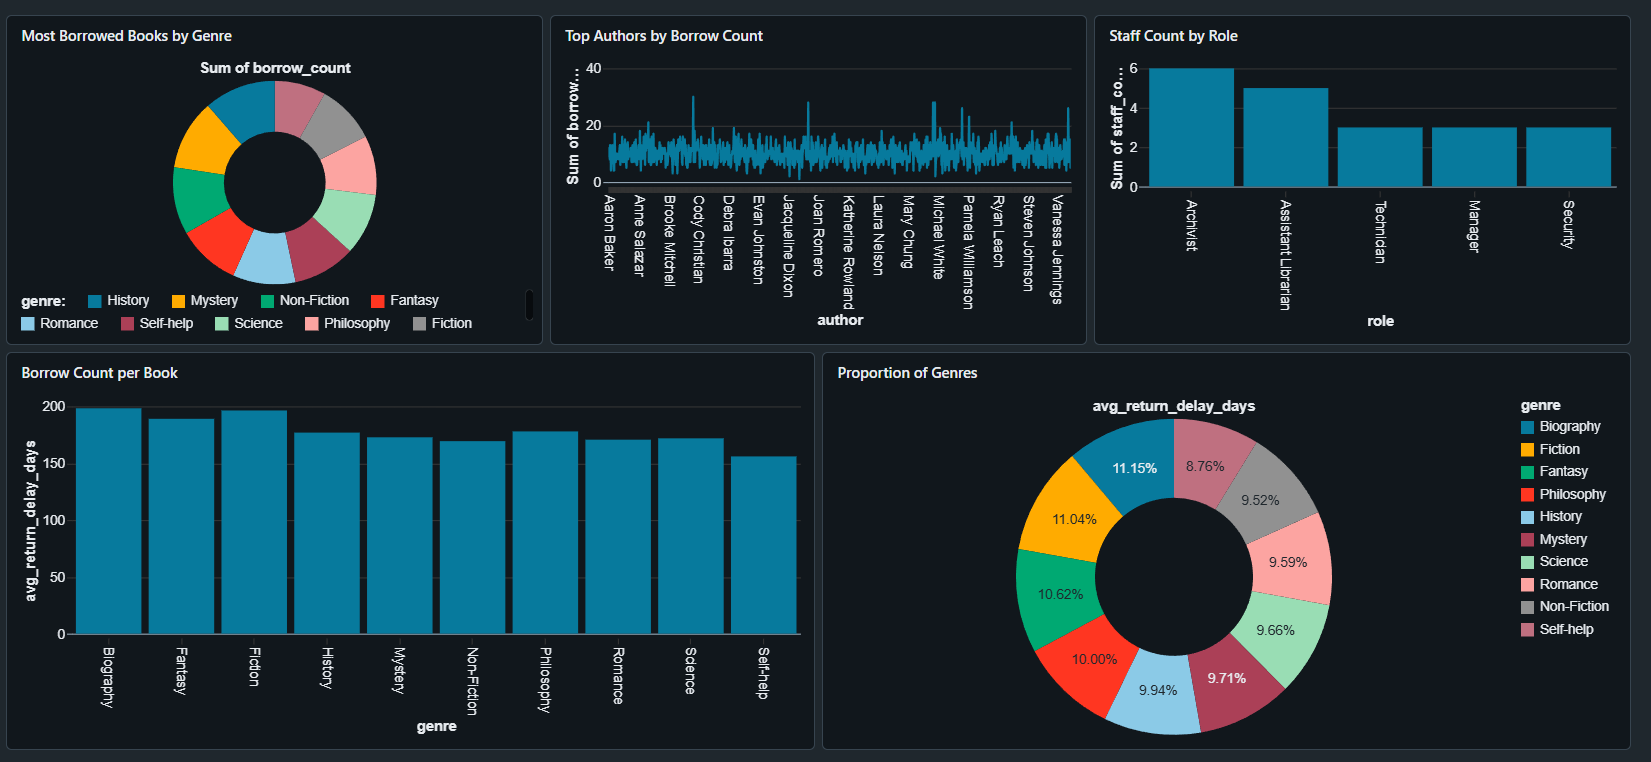 Most Borrowed Books by Genre
Sum of borrow_count
genre:
History
Mystery
Non-Fiction
Fantasy
Romance
Self-help
Science
Philosophy
Fiction
Top Authors by Borrow Count
Sum of borrow...
40
20
0
Aaron Baker
Anne Salazar
Brooke Mitchell
Cody Christian
Debra Ibarra
Evan Johnston
Jacqueline Dixon
Joan Romero
Katherine Rowland
Laura Nelson
Mary Chung
Michael White
Pamela Williamson
Ryan Leach
Steven Johnson
Vanessa Jennings
author
Staff Count by Role
Sum of staff_co...
6
4
2
0
Archivist
Assistant Librarian
Technician
Manager
Security
role
Borrow Count per Book
avg_return_delay_days
200
150
100
50
0
Biography
Fantasy
Fiction
History
Mystery
Non-Fiction
Philosophy
Romance
Science
Self-help
genre
Proportion of Genres
avg_return_delay_days
11.15%
8.76%
9.52%
11.04%
9.59%
10.62%
9.66%
10.00%
9.71%
9.94%
genre
Biography
Fiction
Fantasy
Philosophy
History
Mystery
Science
Romance
Non-Fiction
Self-help